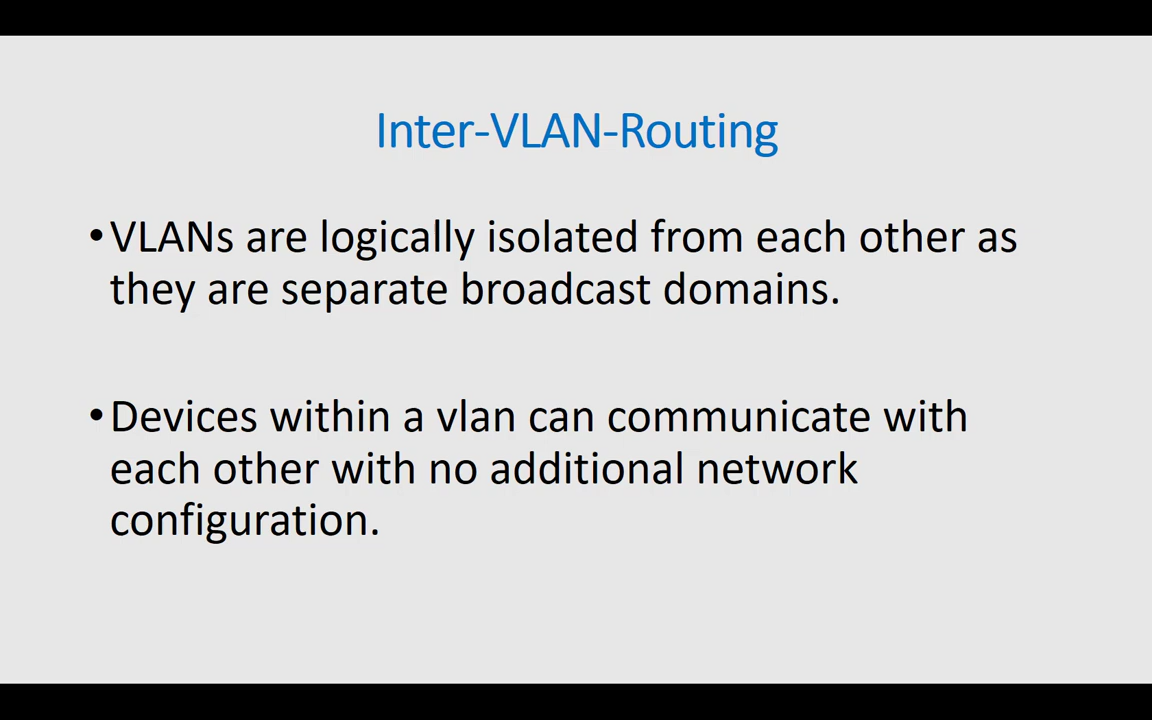 Inter-VLAN-Routing
•VLANs are logically isolated from each other as
they are separate broadcast domains.
•Devices within a vlan can communicate with
each other with no additional network
configuration.